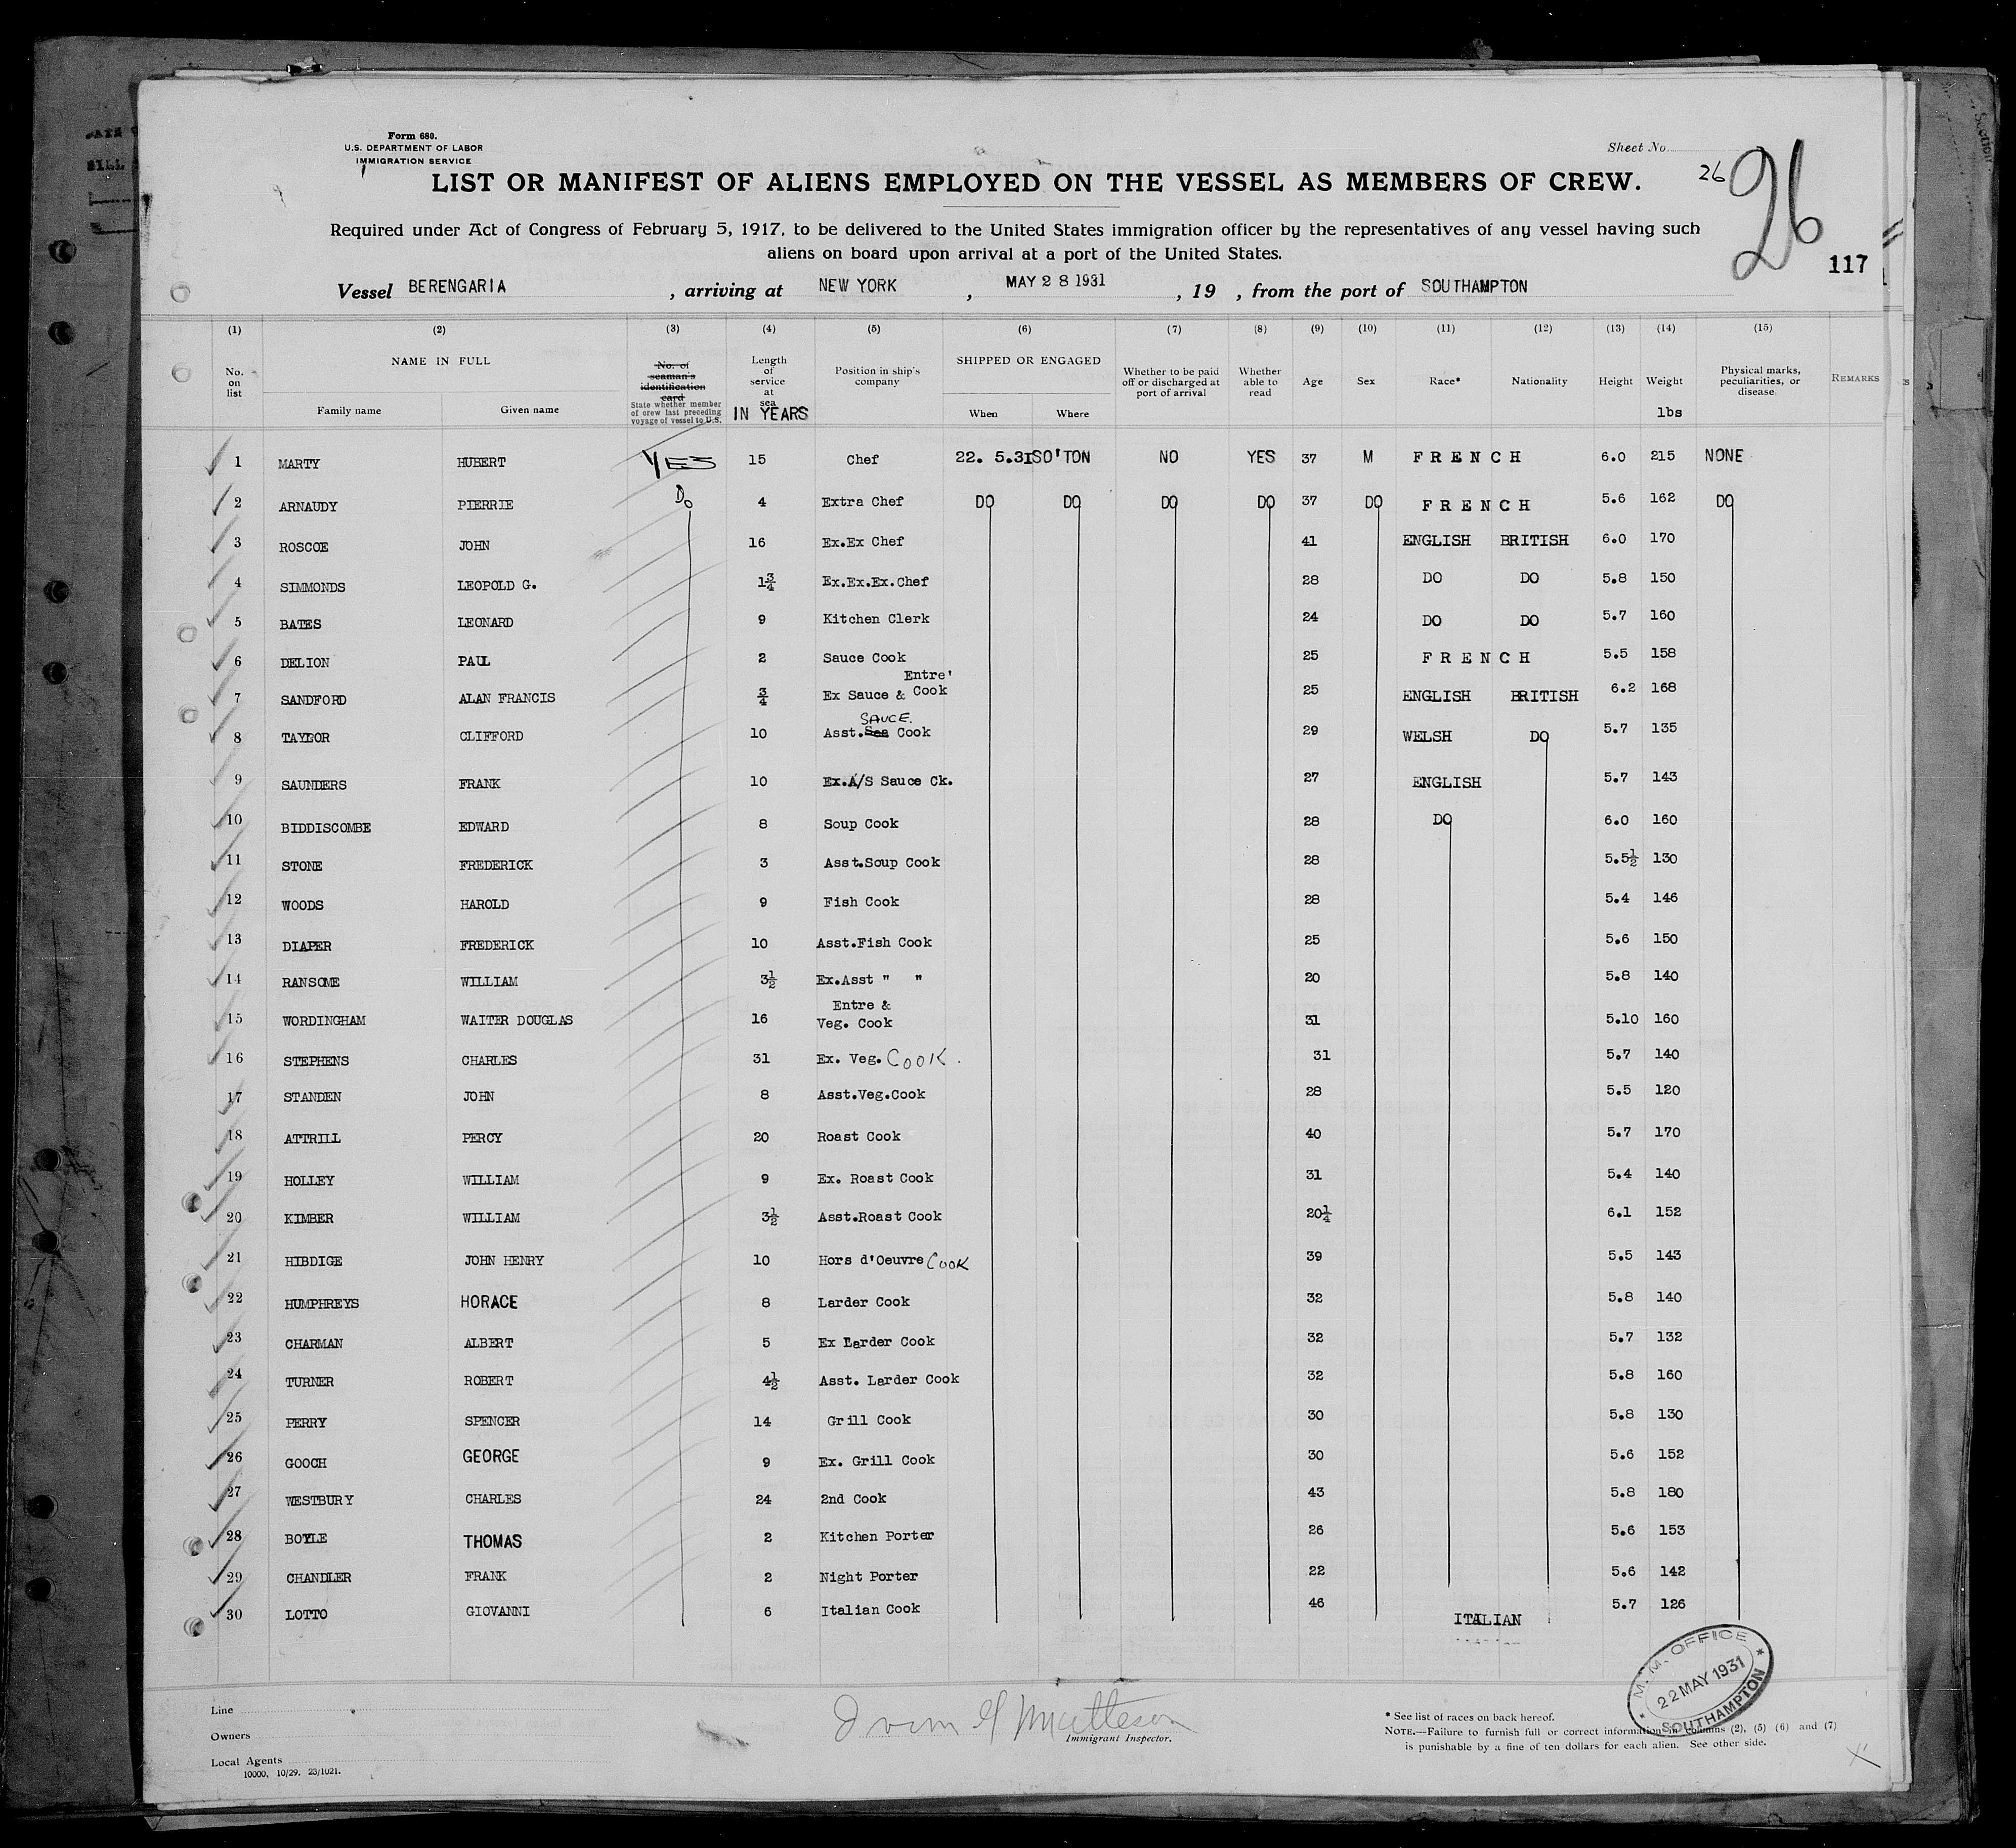 Form 680.
U.S. DEPARTMENT OF LABOR
IMMIGRATION SERVICE
Sheet No.
26
26
117
LIST OR MANIFEST OF ALIENS EMPLOYED ON THE VESSEL AS MEMBERS OF CREW.
Required under Act of Congress of February 5, 1917, to be delivered to the United States immigration officer by the representatives of any vessel having such
aliens on board upon arrival at a port of the United States.
Vessel BERENGARIA , arriving at NEW YORK , MAY 28 1931 , 19 , from the port of SOUTHAMPTON
(1) (2) (3) (4) (5) (6) (7) (8) (9) (10) (11) (12) (13) (14) (15)
No. on list
NAME IN FULL
Family name Given name
No. of seaman's identification card
State whether member of crew last preceding voyage of vessel to U.S.
Length of service at sea
IN YEARS
Position in ship's company
SHIPPED OR ENGAGED
When Where
Whether to be paid off or discharged at port of arrival
Whether able to read
Age Sex Race* Nationality Height Weight
lbs
Physical marks, peculiarities, or disease
REMARKS
1 MARTY HUBERT YES 15 Chef 22. 5.3I SO'TON NO YES 37 M FRENCH 6.0 215 NONE
2 ARNAUDY PIERRIE Do 4 Extra Chef DO DO DO DO 37 DO FRENCH 5.6 162 DO
3 ROSCOE JOHN 16 Ex.Ex Chef 41 ENGLISH BRITISH 6.0 170
4 SIMMONDS LEOPOLD G. 1¾ Ex.Ex.Ex.Chef 28 DO DO 5.8 150
5 BATES LEONARD 9 Kitchen Clerk 24 DO DO 5.7 160
6 DELION PAUL 2 Sauce Cook 25 FRENCH 5.5 158
7 SANDFORD ALAN FRANCIS ¾ Ex Sauce & Entre' Cook 25 ENGLISH BRITISH 6.2 168
8 TAYLOR CLIFFORD 10 Asst. Sea SAUCE. Cook 29 WELSH DO 5.7 135
9 SAUNDERS FRANK 10 Ex.A/S Sauce Ck. 27 ENGLISH 5.7 143
10 BIDDISCOMBE EDWARD 8 Soup Cook 28 DO 6.0 160
11 STONE FREDERICK 3 Asst.Soup Cook 28 5.5½ 130
12 WOODS HAROLD 9 Fish Cook 28 5.4 146
13 DIAPER FREDERICK 10 Asst.Fish Cook 25 5.6 150
14 RANSOME WILLIAM 3½ Ex.Asst " " 20 5.8 140
15 WORDINGHAM WAITER DOUGLAS 16 Entre & Veg. Cook 31 5.10 160
16 STEPHENS CHARLES 31 Ex. Veg. COOK. 31 5.7 140
17 STANDEN JOHN 8 Asst.Veg.Cook 28 5.5 120
18 ATTRILL PERCY 20 Roast Cook 40 5.7 170
19 HOLLEY WILLIAM 9 Ex. Roast Cook 31 5.4 140
20 KIMBER WILLIAM 3½ Asst.Roast Cook 20¼ 6.1 152
21 HIBDIGE JOHN HENRY 10 Hors d'Oeuvre Cook 39 5.5 143
22 HUMPHREYS HORACE 8 Larder Cook 32 5.8 140
23 CHARMAN ALBERT 5 Ex Larder Cook 32 5.7 132
24 TURNER ROBERT 4½ Asst. Larder Cook 32 5.8 160
25 PERRY SPENCER 14 Grill Cook 30 5.8 130
26 GOOCH GEORGE 9 Ex. Grill Cook 30 5.6 152
27 WESTBURY CHARLES 24 2nd Cook 43 5.8 180
28 BOYLE THOMAS 2 Kitchen Porter 26 5.6 153
29 CHANDLER FRANK 2 Night Porter 22 5.6 142
30 LOTTO GIOVANNI 6 Italian Cook 46 ITALIAN 5.7 126
M.M. OFFICE
22 MAY 1931
SOUTHAMPTON
Line
Owners
Local Agents
10000, 10/29. 23/1021.
Immigrant Inspector.
* See list of races on back hereof.
NOTE.—Failure to furnish full or correct information in columns (2), (5) (6) and (7)
is punishable by a fine of ten dollars for each alien. See other side.